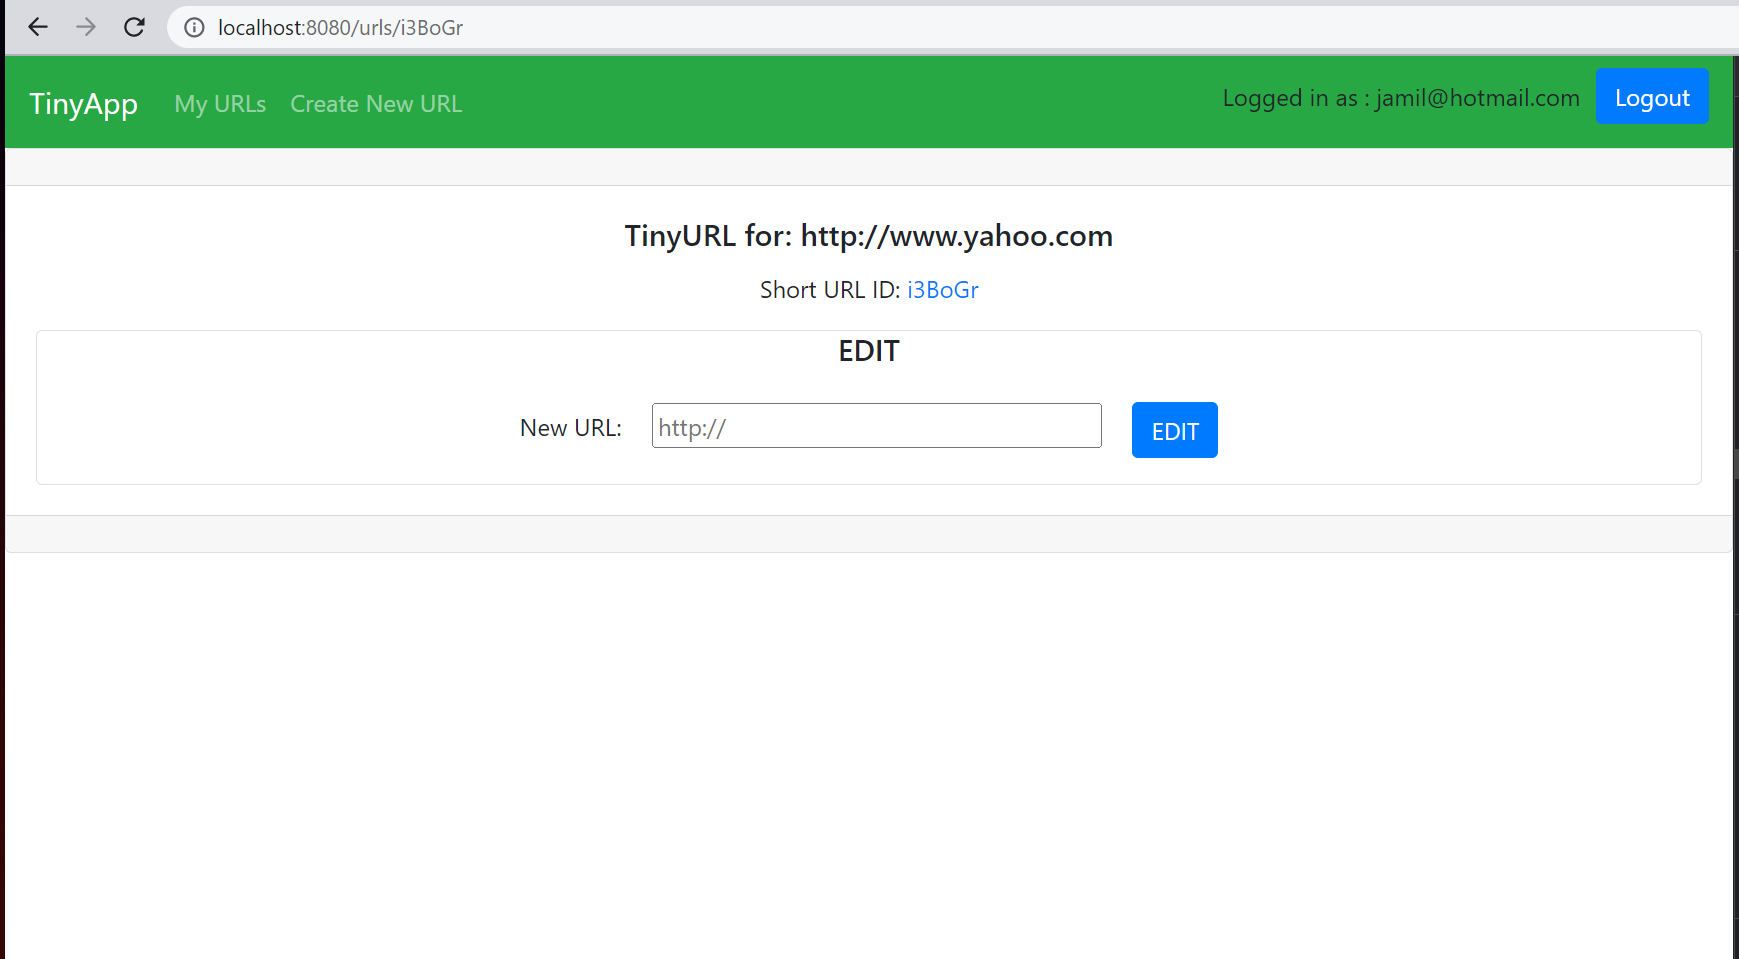 localhost:8080/urls/i3BoGr
TinyApp My URLs Create New URL Logged in as : jamil@hotmail.com Logout
TinyURL for: http://www.yahoo.com
Short URL ID: i3BoGr
EDIT
New URL: http:// EDIT